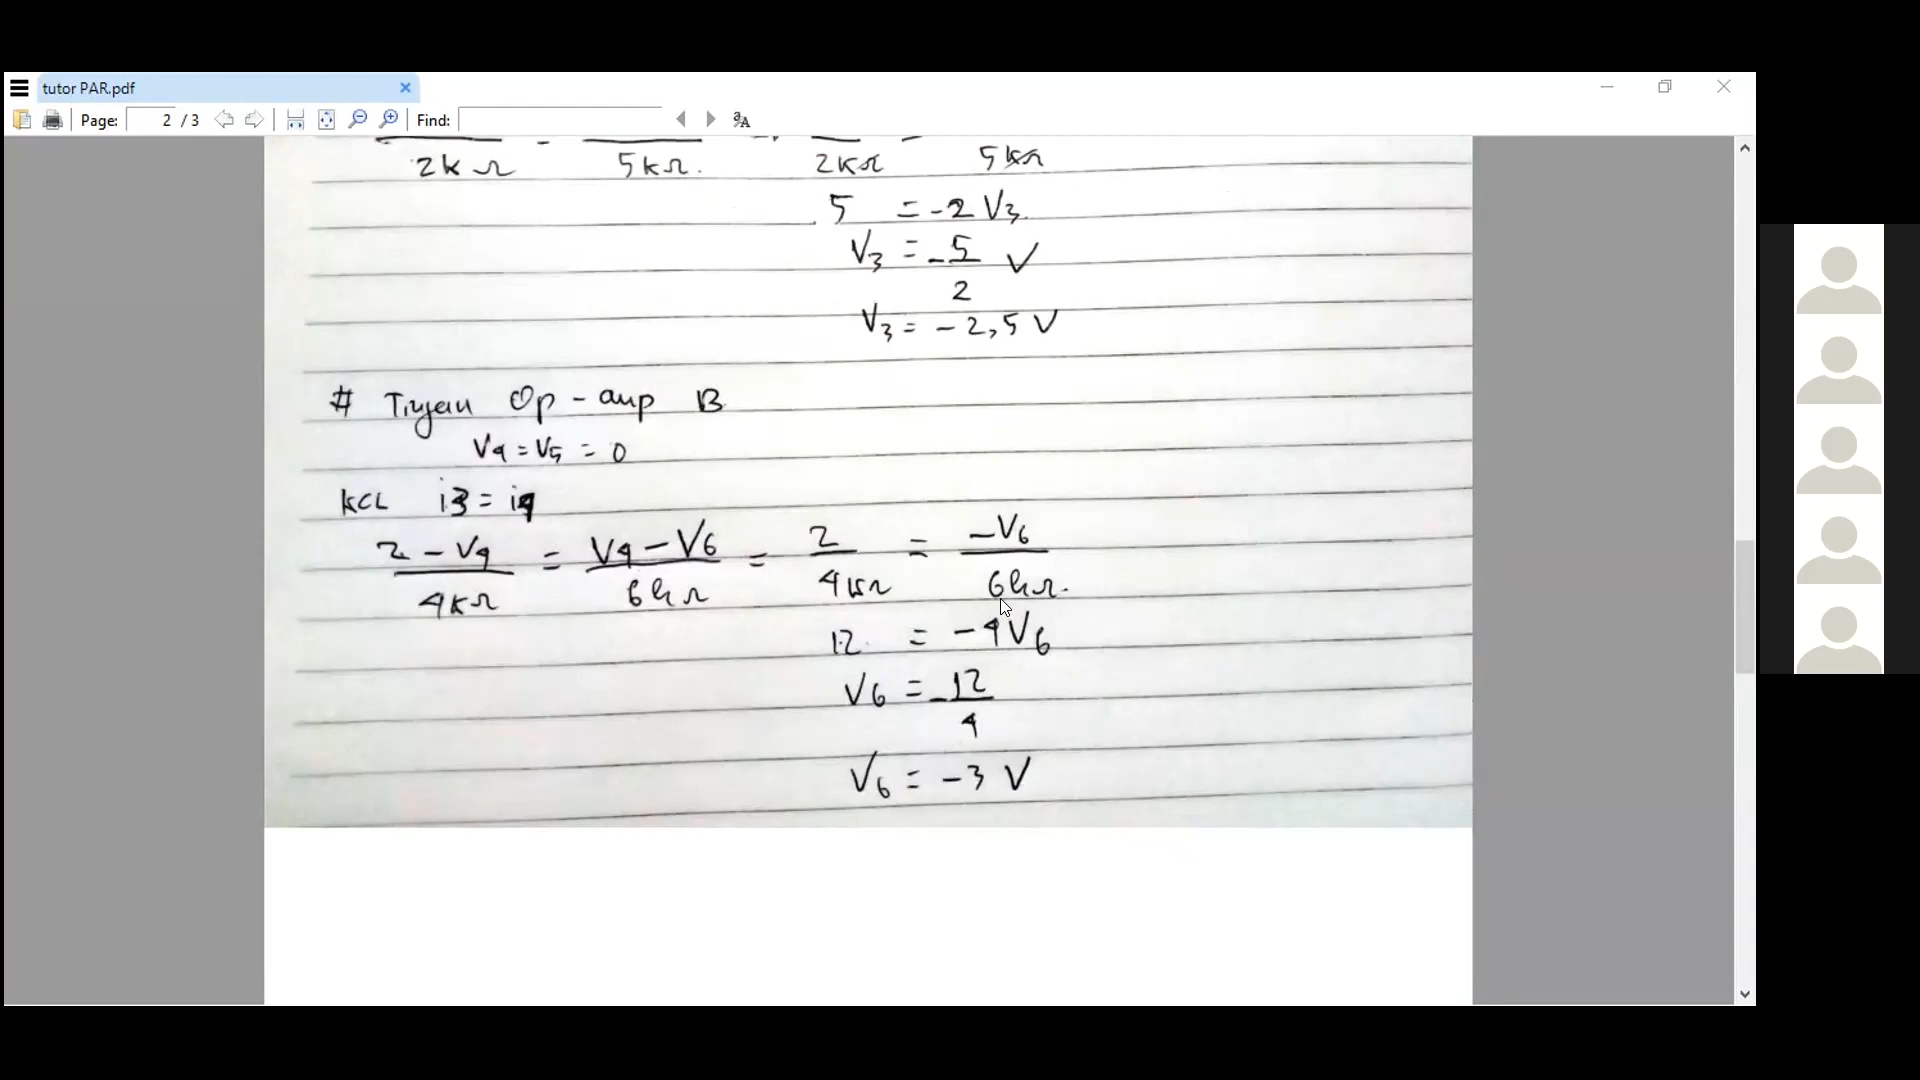 tutor PAR.pdf
Page: 2 / 3 Find:
2kΩ = 5kΩ. 2kΩ = 5kΩ
5 = -2 V3.
V3 = -5/2 V
V3 = -2,5 V
# Tinjau Op-amp B
V4 = V5 = 0
KCL i3 = i4
2 - V4 / 4kΩ = V4 - V6 / 6kΩ = 2 / 4kΩ = -V6 / 6kΩ.
12 = -4V6
V6 = -12/4
V6 = -3 V